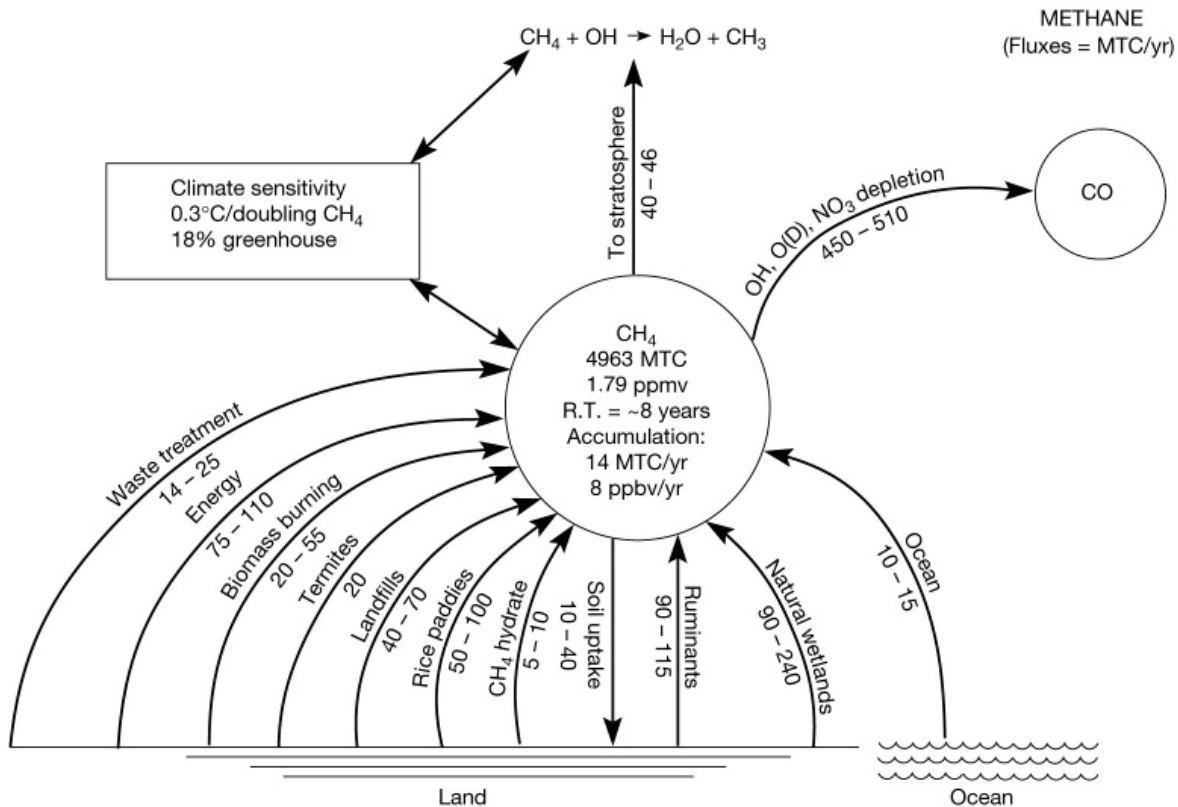 CH₄ + OH → H₂O + CH₃
METHANE
(Fluxes = MTC/yr)
To stratosphere
40 – 46
OH, O(D), NO₃ depletion
450 – 510
CO
Climate sensitivity
0.3°C/doubling CH₄
18% greenhouse
CH₄
4963 MTC
1.79 ppmv
R.T. = ~8 years
Accumulation:
14 MTC/yr
8 ppbv/yr
Waste treatment
14 – 25
Energy
75 – 110
Biomass burning
20 – 55
Termites
20
Landfills
40 – 70
Rice paddies
50 – 100
CH₄ hydrate
5 – 10
Soil uptake
10 – 40
Ruminants
90 – 115
Natural wetlands
90 – 240
Ocean
10 – 15
Land
Ocean